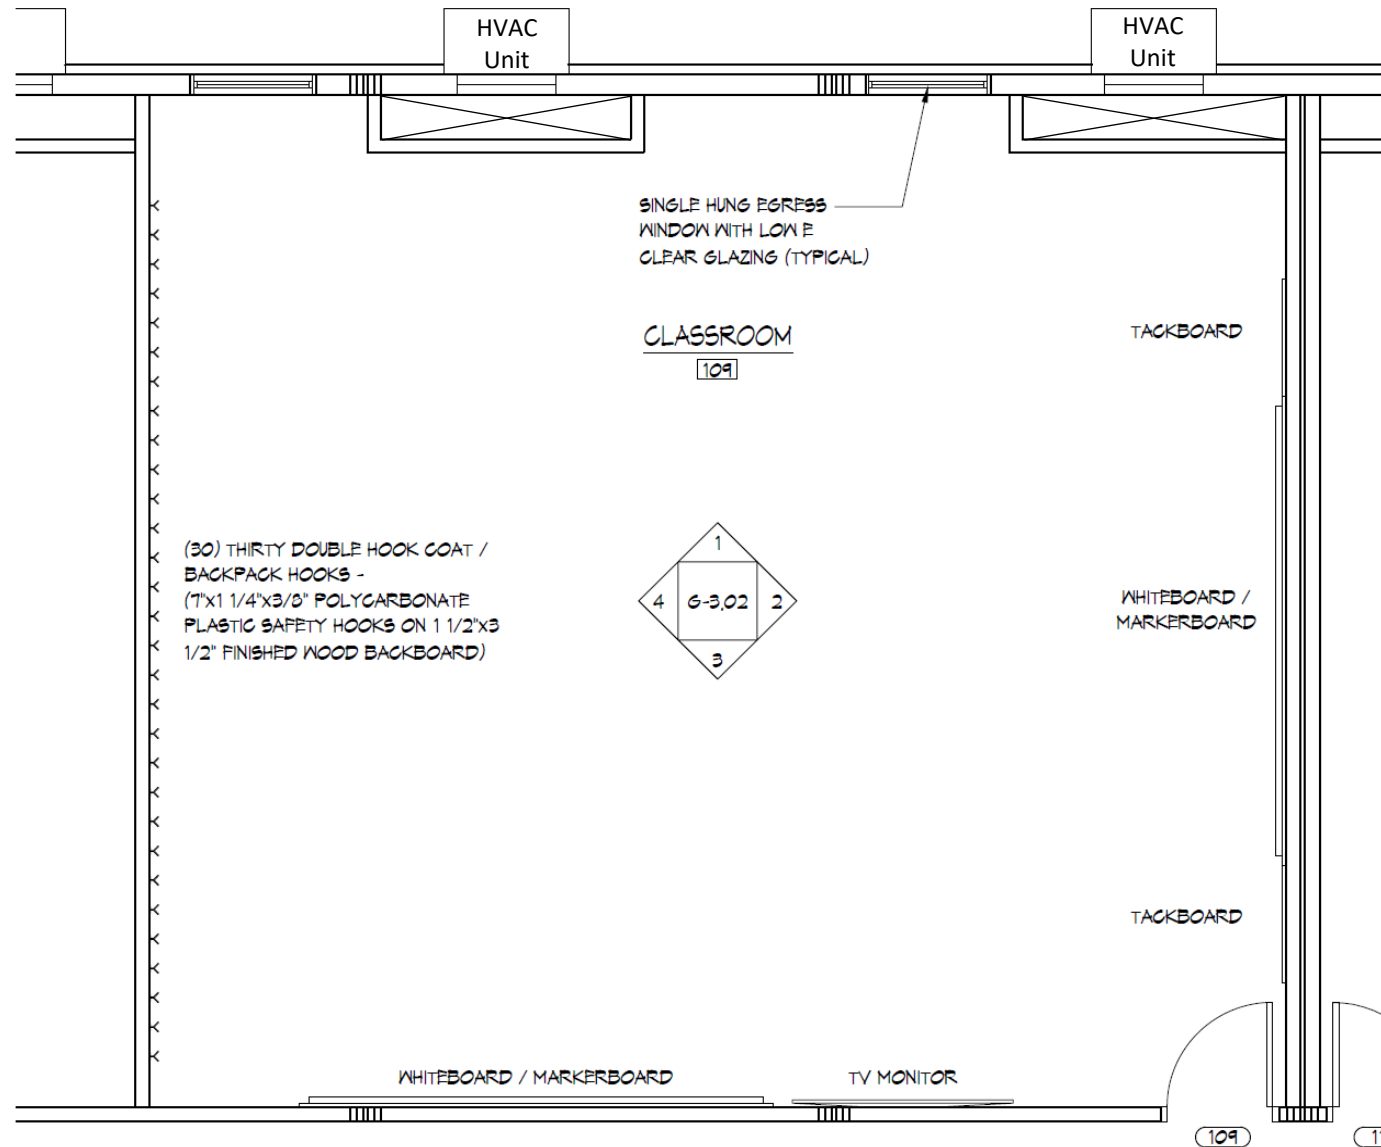 HVAC
Unit
HVAC
Unit
SINGLE HUNG EGRESS
WINDOW WITH LOW E
CLEAR GLAZING (TYPICAL)
CLASSROOM
109
TACKBOARD
(30) THIRTY DOUBLE HOOK COAT /
BACKPACK HOOKS -
(7"x1 1/4"x3/8" POLYCARBONATE
PLASTIC SAFETY HOOKS ON 1 1/2"x3
1/2" FINISHED WOOD BACKBOARD)
1
4
G-3.02
2
3
WHITEBOARD /
MARKERBOARD
TACKBOARD
WHITEBOARD / MARKERBOARD
TV MONITOR
109